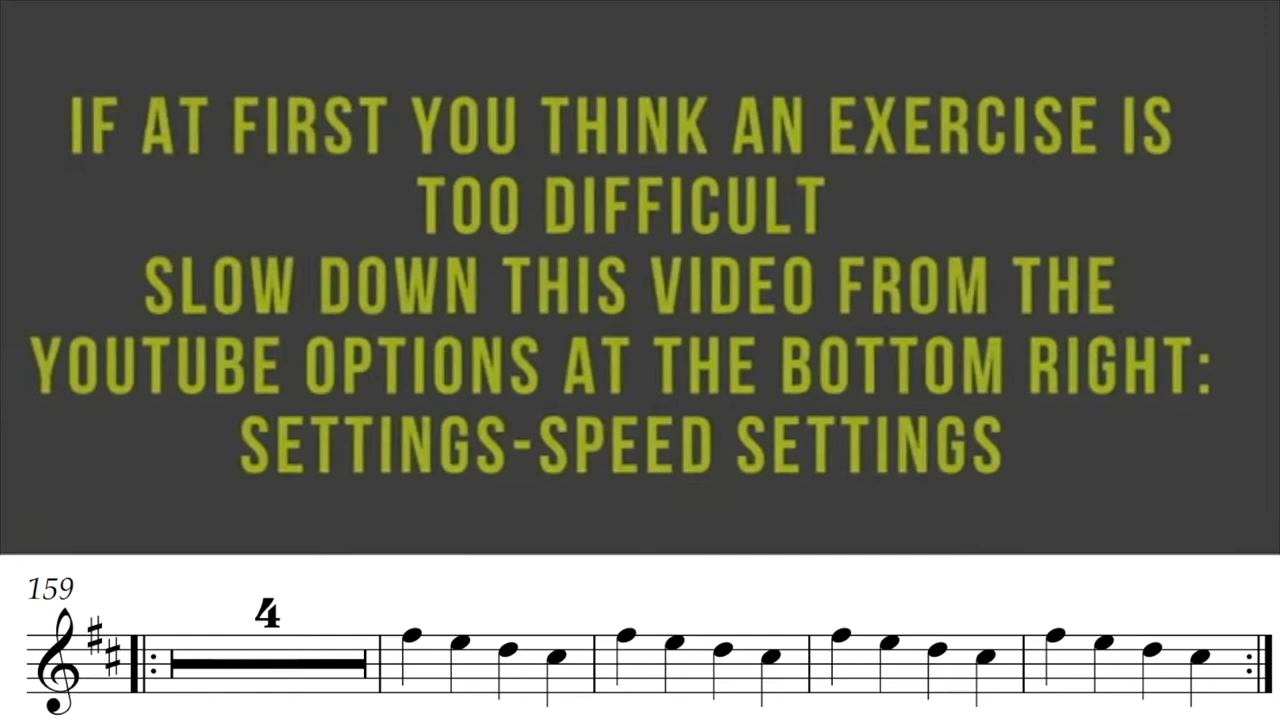 IF AT FIRST YOU THINK AN EXERCISE IS
TOO DIFFICULT
SLOW DOWN THIS VIDEO FROM THE
YOUTUBE OPTIONS AT THE BOTTOM RIGHT:
SETTINGS-SPEED SETTINGS
159
4